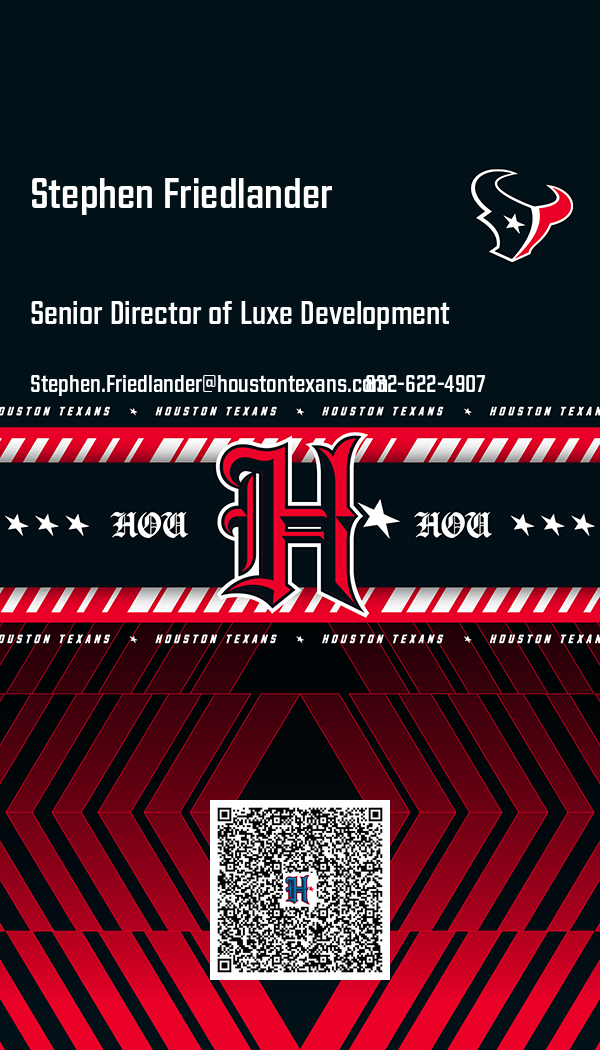 Stephen Friedlander
Senior Director of Luxe Development
Stephen.Friedlander@houstontexans.com 832-622-4907
HOUSTON TEXANS ★ HOUSTON TEXANS ★ HOUSTON TEXANS ★ HOUSTON TEXANS
HOU H HOU
HOUSTON TEXANS ★ HOUSTON TEXANS ★ HOUSTON TEXANS ★ HOUSTON TEXANS
H